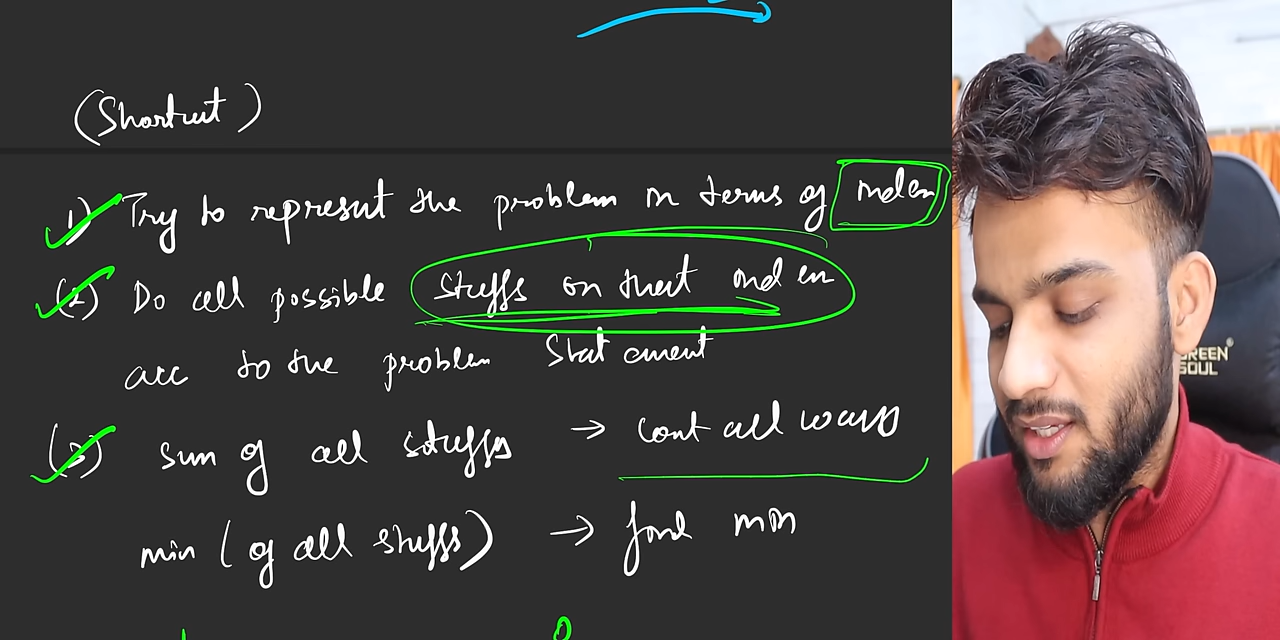 (Shortcut)
1) Try to represent the problem in terms of index
(2) Do all possible stuffs on that index
acc to the problem statement
(3) sum of all stuffs → count all ways
min (of all stuffs) → find min
GREEN
SOUL